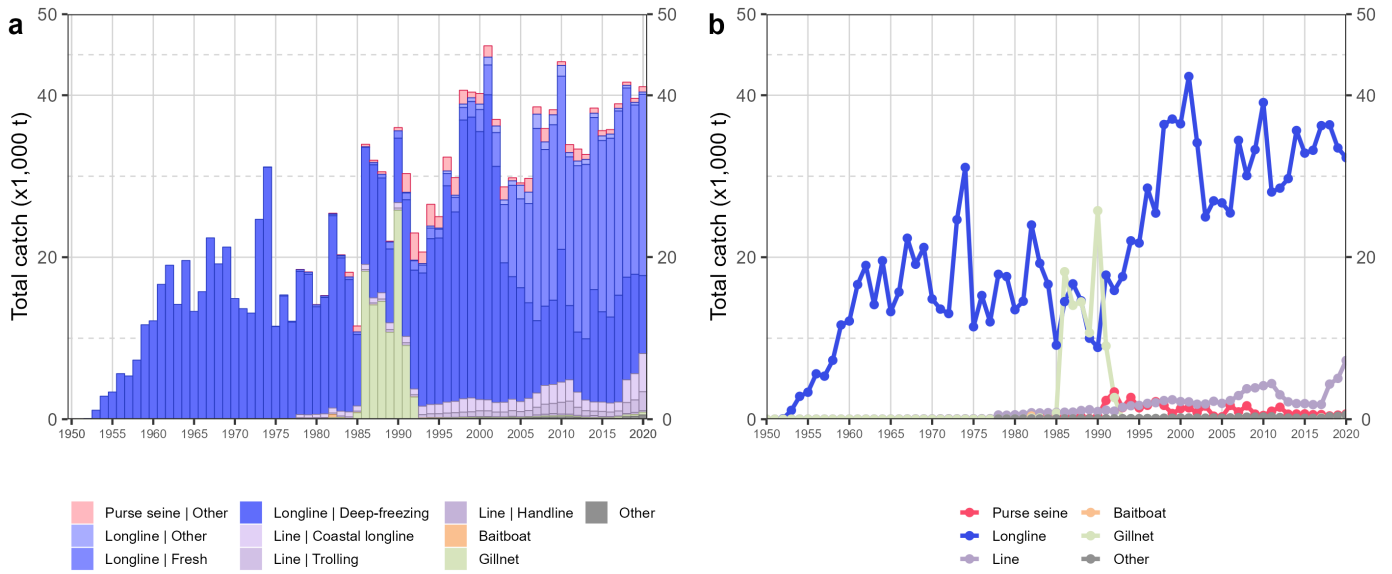 a
Total catch (x1,000 t)
50
40
20
0
50
40
20
0
1950 1955 1960 1965 1970 1975 1980 1985 1990 1995 2000 2005 2010 2015 2020
Purse seine | Other
Longline | Deep-freezing
Line | Handline
Other
Longline | Other
Line | Coastal longline
Baitboat
Longline | Fresh
Line | Trolling
Gillnet
b
Total catch (x1,000 t)
50
40
20
0
50
40
20
0
1950 1955 1960 1965 1970 1975 1980 1985 1990 1995 2000 2005 2010 2015 2020
Purse seine
Baitboat
Longline
Gillnet
Line
Other